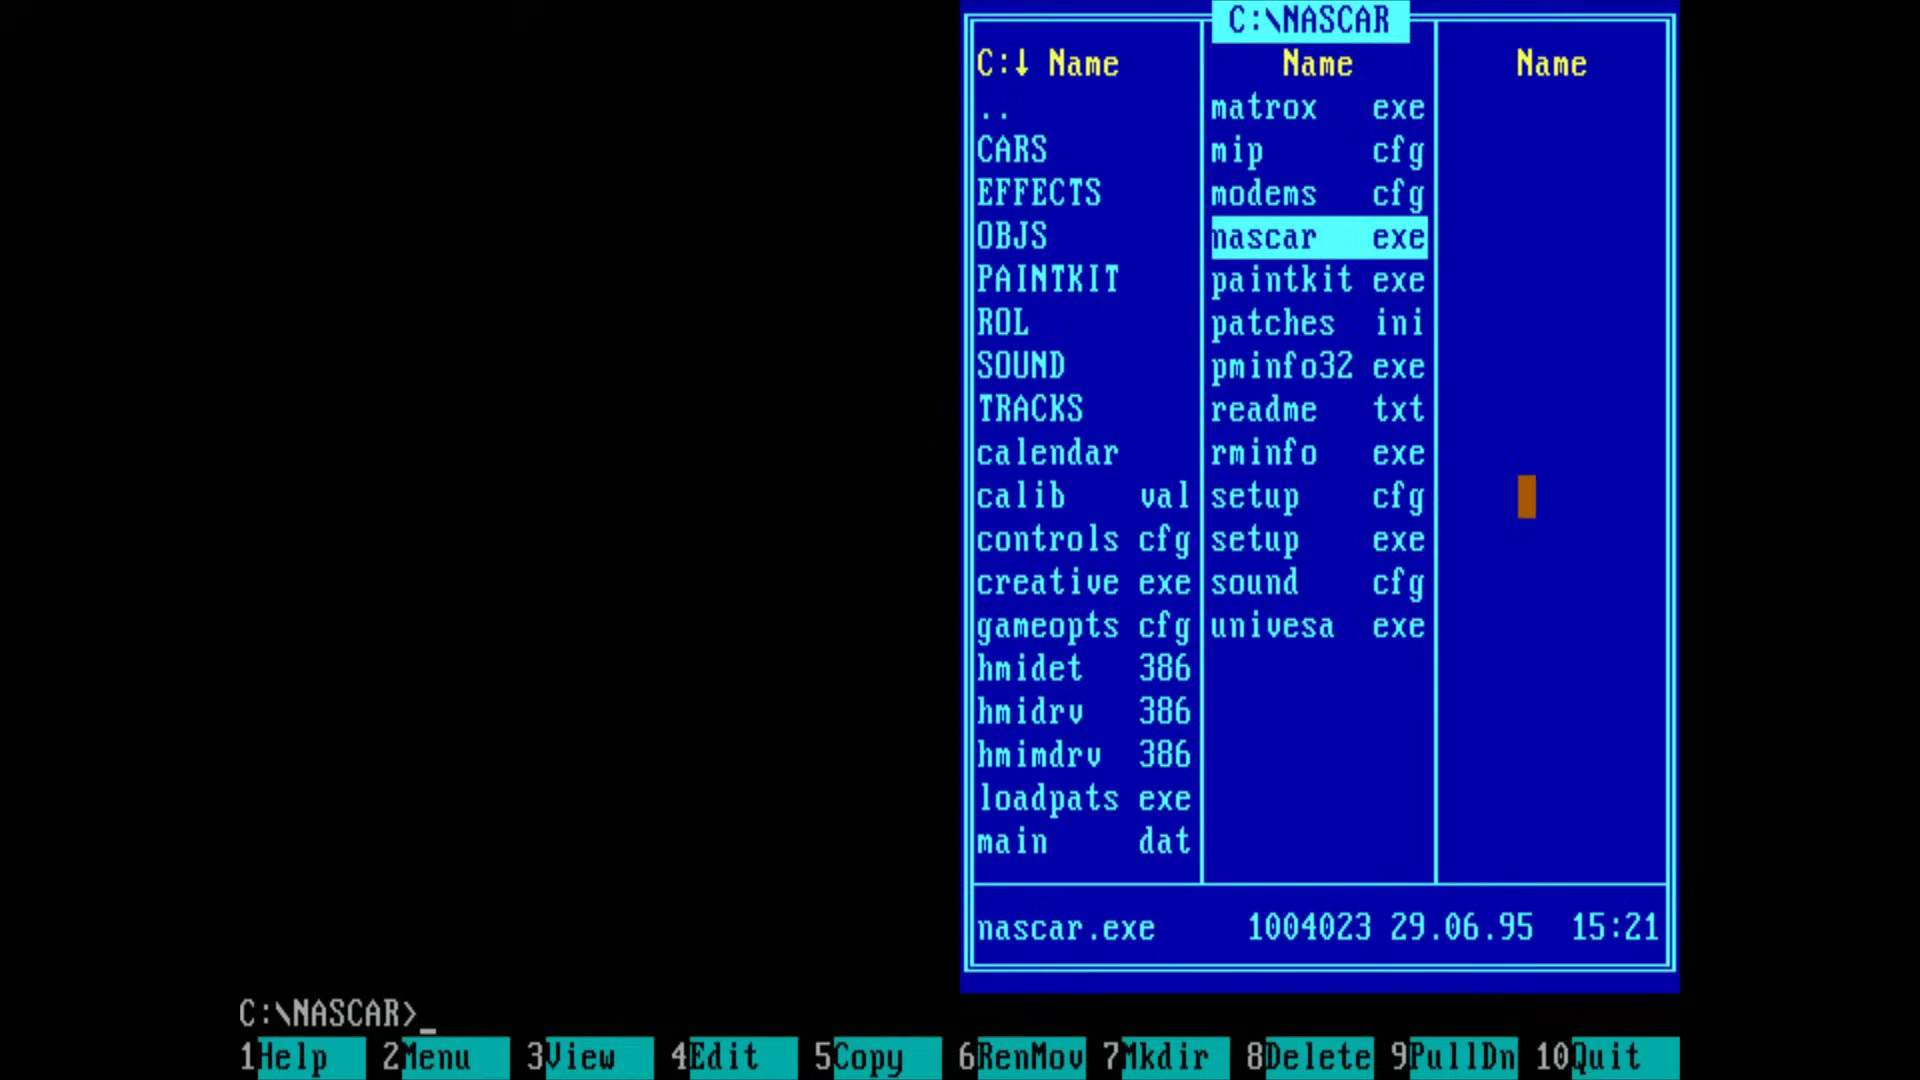 C:\NASCAR
C:↓ Name Name Name
.. matrox exe
CARS mip cfg
EFFECTS modems cfg
OBJS nascar exe
PAINTKIT paintkit exe
ROL patches ini
SOUND pminfo32 exe
TRACKS readme txt
calendar rminfo exe
calib val setup cfg
controls cfg setup exe
creative exe sound cfg
gameopts cfg univesa exe
hmidet 386
hmidrv 386
hmimdrv 386
loadpats exe
main dat
nascar.exe 1004023 29.06.95 15:21
C:\NASCAR>_
1Help 2Menu 3View 4Edit 5Copy 6RenMov 7Mkdir 8Delete 9PullDn 10Quit